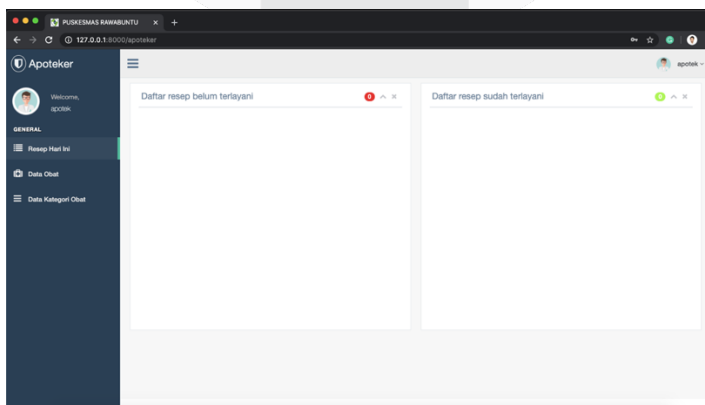 PUSKESMAS RAWABUNTU
127.0.0.1:8000/apoteker
Apoteker
apotek
Welcome,
apotek
GENERAL
Resep Hari Ini
Data Obat
Data Kategori Obat
Daftar resep belum terlayani
0
Daftar resep sudah terlayani
0